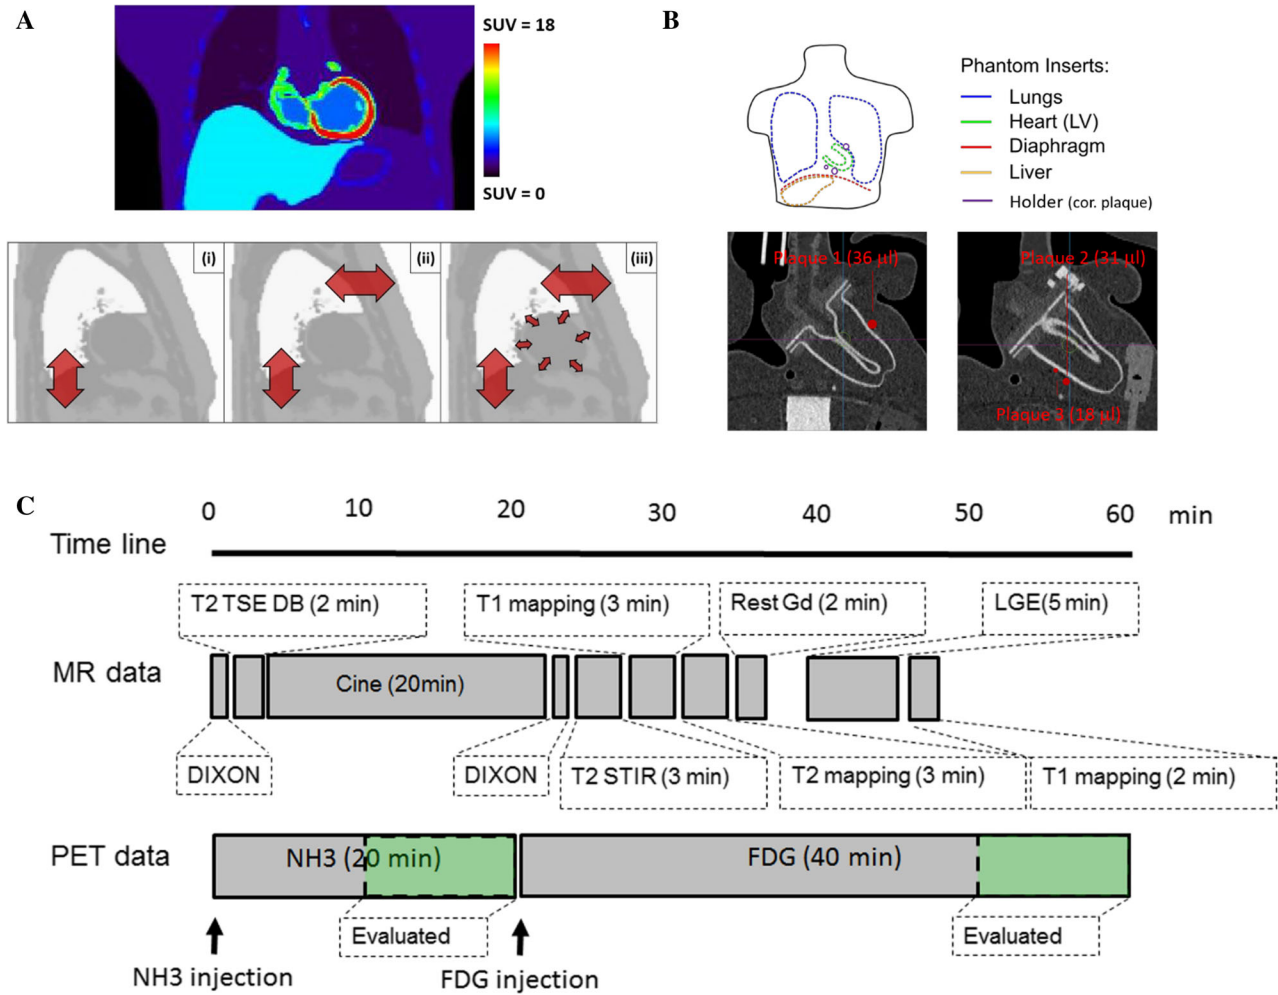 A
SUV = 18
SUV = 0
(i)
(ii)
(iii)
B
Phantom Inserts:
Lungs
Heart (LV)
Diaphragm
Liver
Holder (cor. plaque)
Plaque 1 (36 µl)
Plaque 2 (31 µl)
Plaque 3 (18 µl)
C
0 10 20 30 40 50 60 min
Time line
T2 TSE DB (2 min) T1 mapping (3 min) Rest Gd (2 min) LGE(5 min)
MR data
Cine (20min)
DIXON DIXON T2 STIR (3 min) T2 mapping (3 min) T1 mapping (2 min)
PET data
NH3 (20 min) FDG (40 min)
Evaluated Evaluated
NH3 injection FDG injection